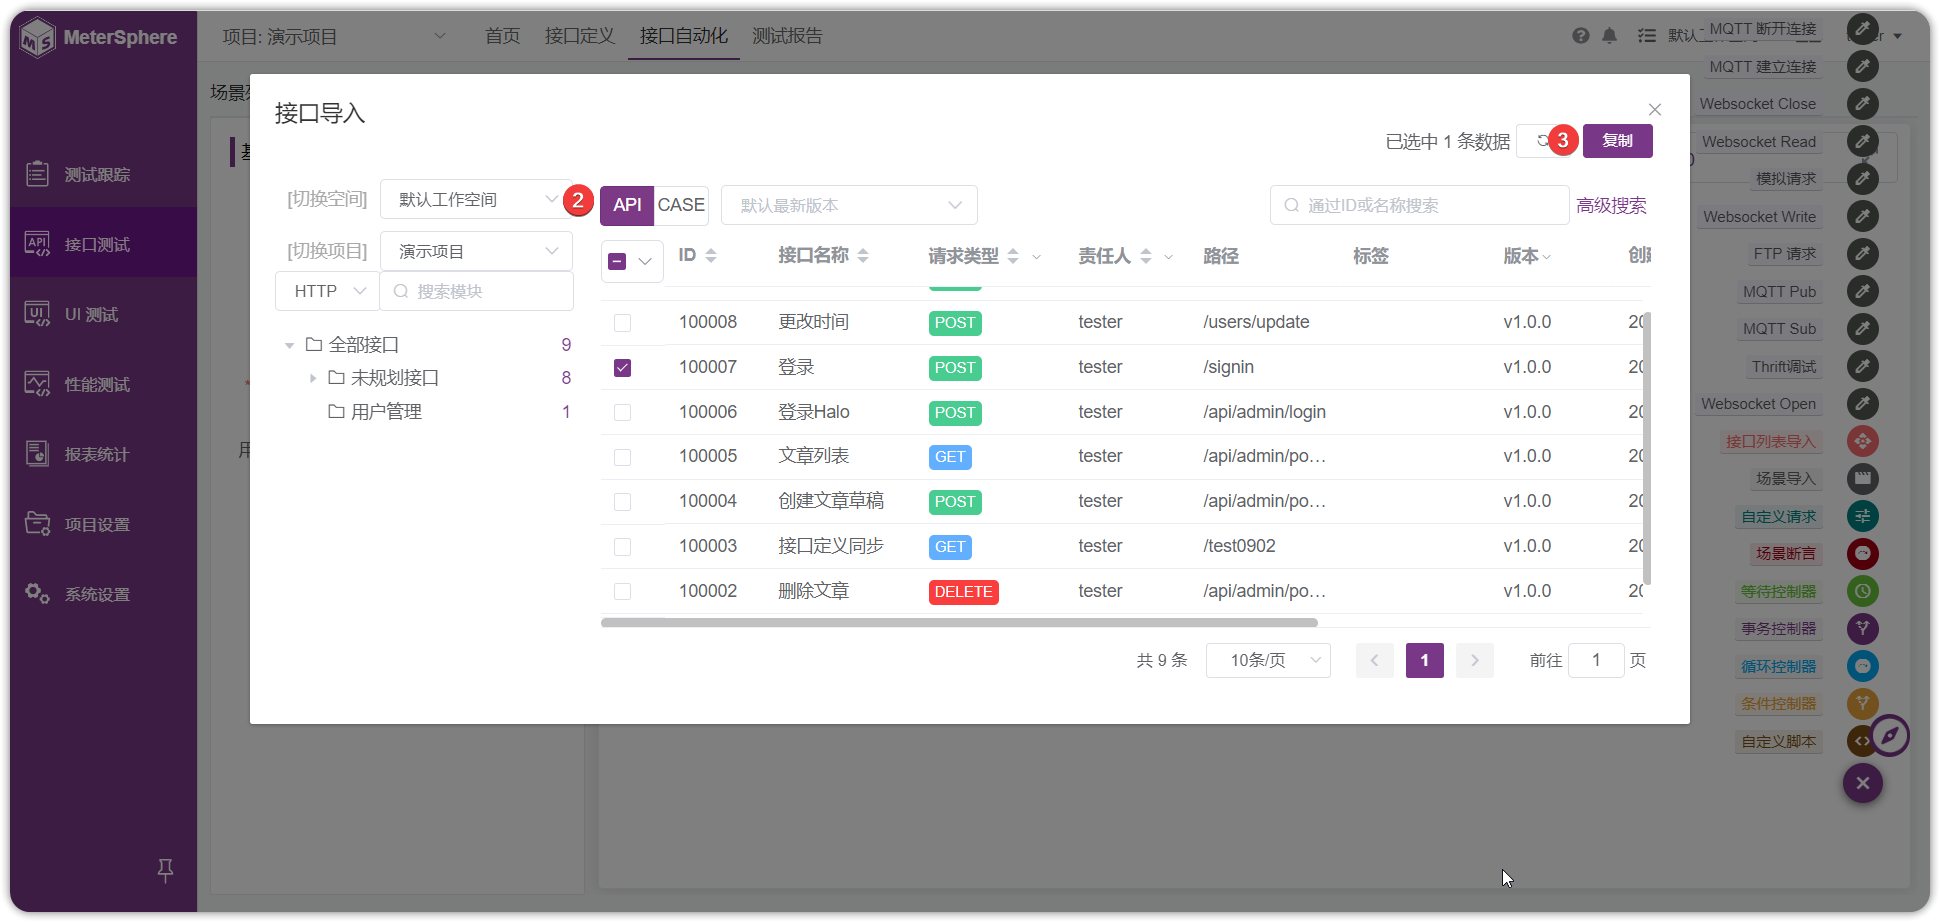 MeterSphere
项目: 演示项目
首页
接口定义
接口自动化
测试报告
测试跟踪
接口测试
UI 测试
性能测试
报表统计
项目设置
系统设置
接口导入
已选中 1 条数据
3
复制
[切换空间]
默认工作空间
2
API
CASE
默认最新版本
通过ID或名称搜索
高级搜索
[切换项目]
演示项目
HTTP
搜索模块
全部接口 9
未规划接口 8
用户管理 1
ID 接口名称 请求类型 责任人 路径 标签 版本
100008 更改时间 POST tester /users/update v1.0.0
100007 登录 POST tester /signin v1.0.0
100006 登录Halo POST tester /api/admin/login v1.0.0
100005 文章列表 GET tester /api/admin/po… v1.0.0
100004 创建文章草稿 POST tester /api/admin/po… v1.0.0
100003 接口定义同步 GET tester /test0902 v1.0.0
100002 删除文章 DELETE tester /api/admin/po… v1.0.0
共 9 条
10条/页
1
前往 1 页
MQTT 断开连接
MQTT 建立连接
Websocket Close
Websocket Read
模拟请求
Websocket Write
FTP 请求
MQTT Pub
MQTT Sub
Thrift调试
Websocket Open
接口列表导入
场景导入
自定义请求
场景断言
等待控制器
事务控制器
循环控制器
条件控制器
自定义脚本